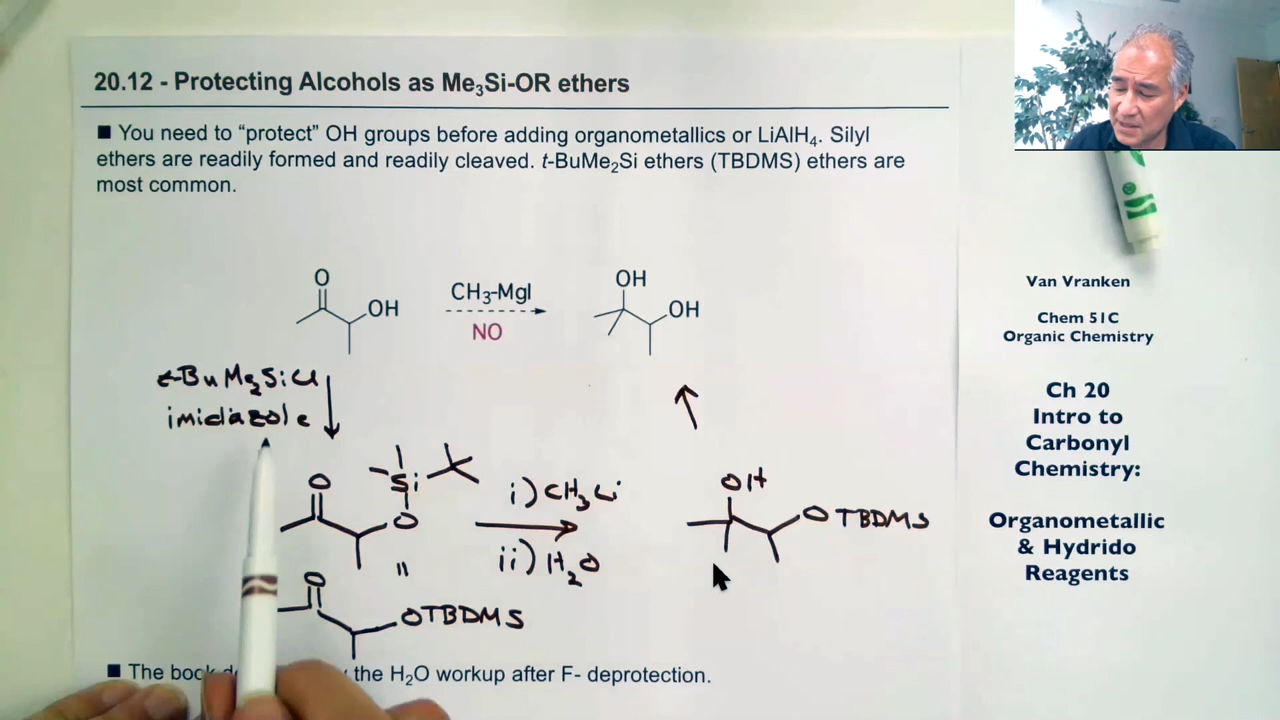 20.12 - Protecting Alcohols as Me₃Si-OR ethers
■ You need to “protect” OH groups before adding organometallics or LiAlH₄. Silyl
ethers are readily formed and readily cleaved. t-BuMe₂Si ethers (TBDMS) ethers are
most common.
O
OH
CH₃-MgI
NO
OH
OH
t-BuMe₂SiCl
imidazole
O
Si
O
i) CH₃Li
ii) H₂O
OH
OTBDMS
O
OTBDMS
■ The book the H₂O workup after F- deprotection.
Van Vranken
Chem 51C
Organic Chemistry
Ch 20
Intro to
Carbonyl
Chemistry:
Organometallic
& Hydrido
Reagents